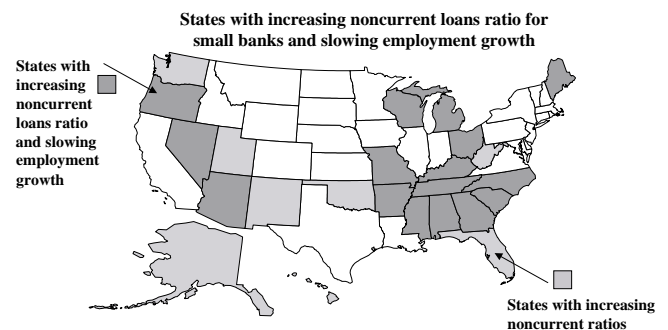 States with increasing noncurrent loans ratio for
small banks and slowing employment growth
States with
increasing
noncurrent
loans ratio
and slowing
employment
growth
States with increasing
noncurrent ratios